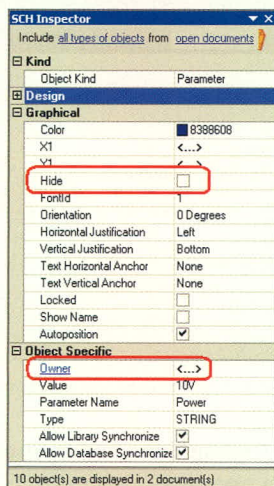 SCH Inspector
Include all types of objects from open documents
Kind
Object Kind Parameter
Design
Graphical
Color 8388608
X1 <...>
Y1 <...>
Hide
FontId 1
Orientation 0 Degrees
Horizontal Justification Left
Vertical Justification Bottom
Text Horizontal Anchor None
Text Vertical Anchor None
Locked
Show Name
Autoposition
Object Specific
Owner <...>
Value 10V
Parameter Name Power
Type STRING
Allow Library Synchronize
Allow Database Synchronize
10 object(s) are displayed in 2 document(s)